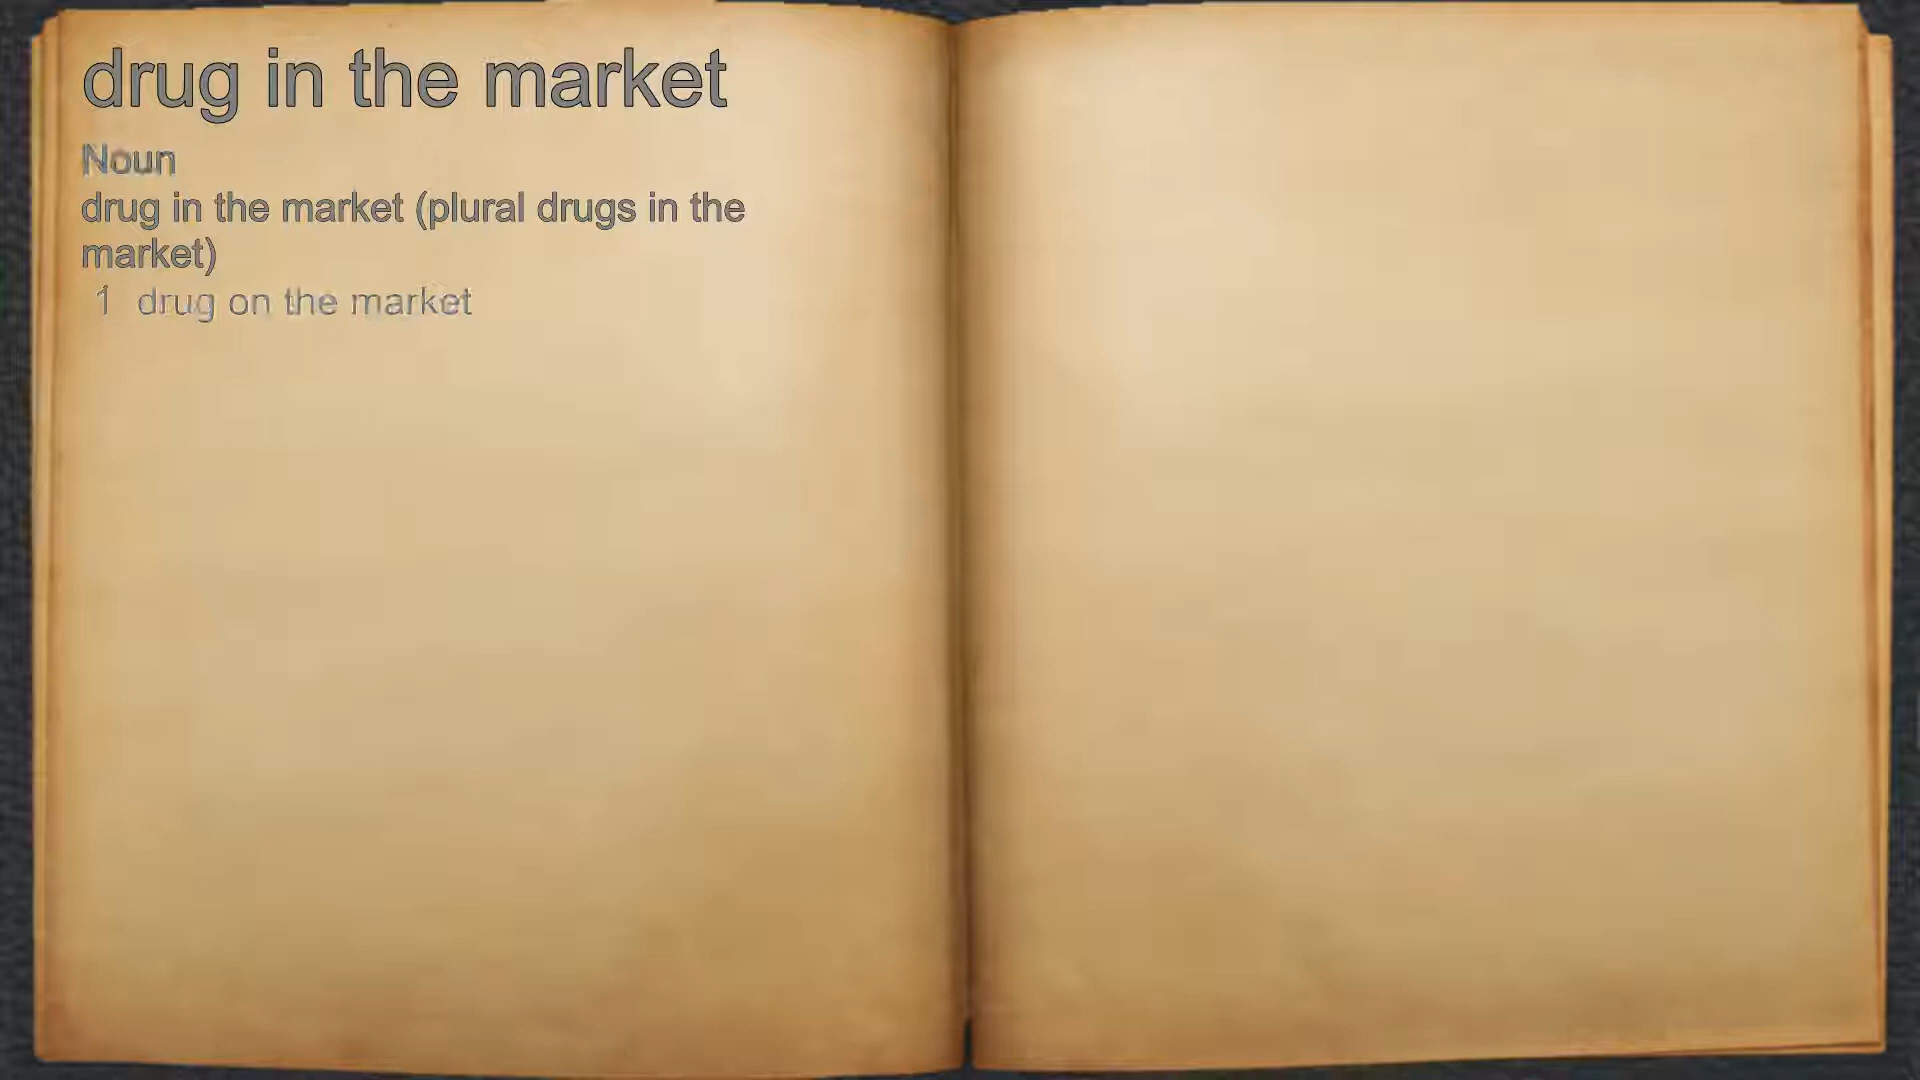 drug in the market
Noun
drug in the market (plural drugs in the
market)
1 drug on the market